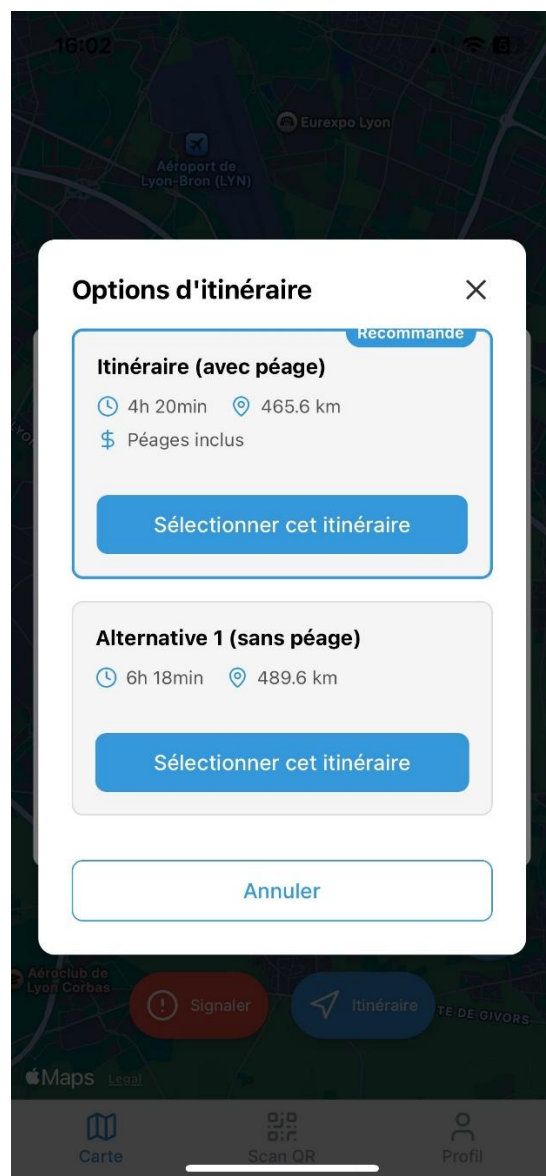 16:02
Eurexpo Lyon
Aéroport de
Lyon-Bron (LYN)
Options d'itinéraire
Recommandé
Itinéraire (avec péage)
4h 20min 465.6 km
$ Péages inclus
Sélectionner cet itinéraire
Alternative 1 (sans péage)
6h 18min 489.6 km
Sélectionner cet itinéraire
Annuler
Aéroclub de
Lyon Corbas
Signaler
Itinéraire
TE DE GIVORS
Maps Legal
Carte
Scan QR
Profil